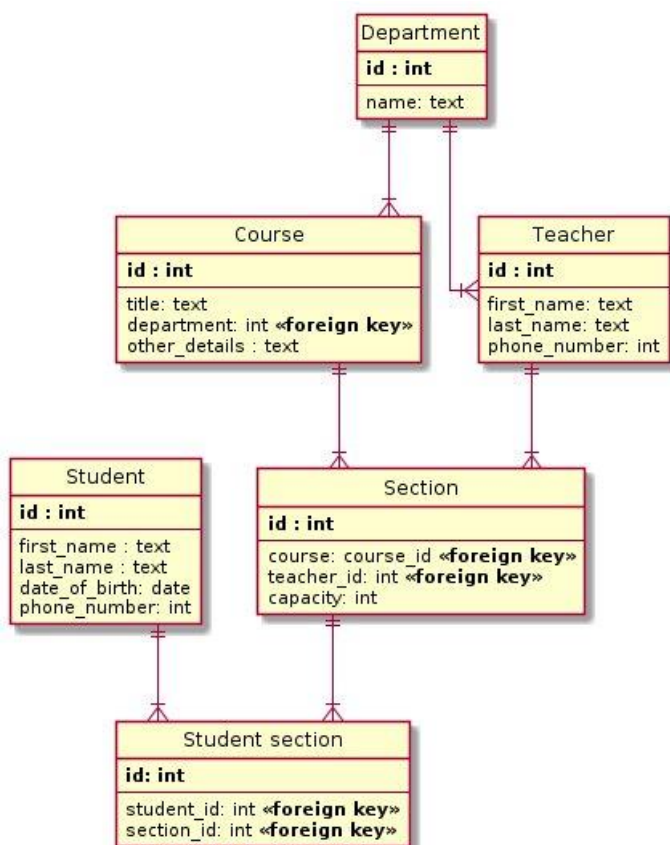 Department
id : int
name: text
Course
id : int
title: text
department: int «foreign key»
other_details : text
Teacher
id : int
first_name: text
last_name: text
phone_number: int
Student
id : int
first_name : text
last_name : text
date_of_birth: date
phone_number: int
Section
id : int
course: course_id «foreign key»
teacher_id: int «foreign key»
capacity: int
Student section
id: int
student_id: int «foreign key»
section_id: int «foreign key»